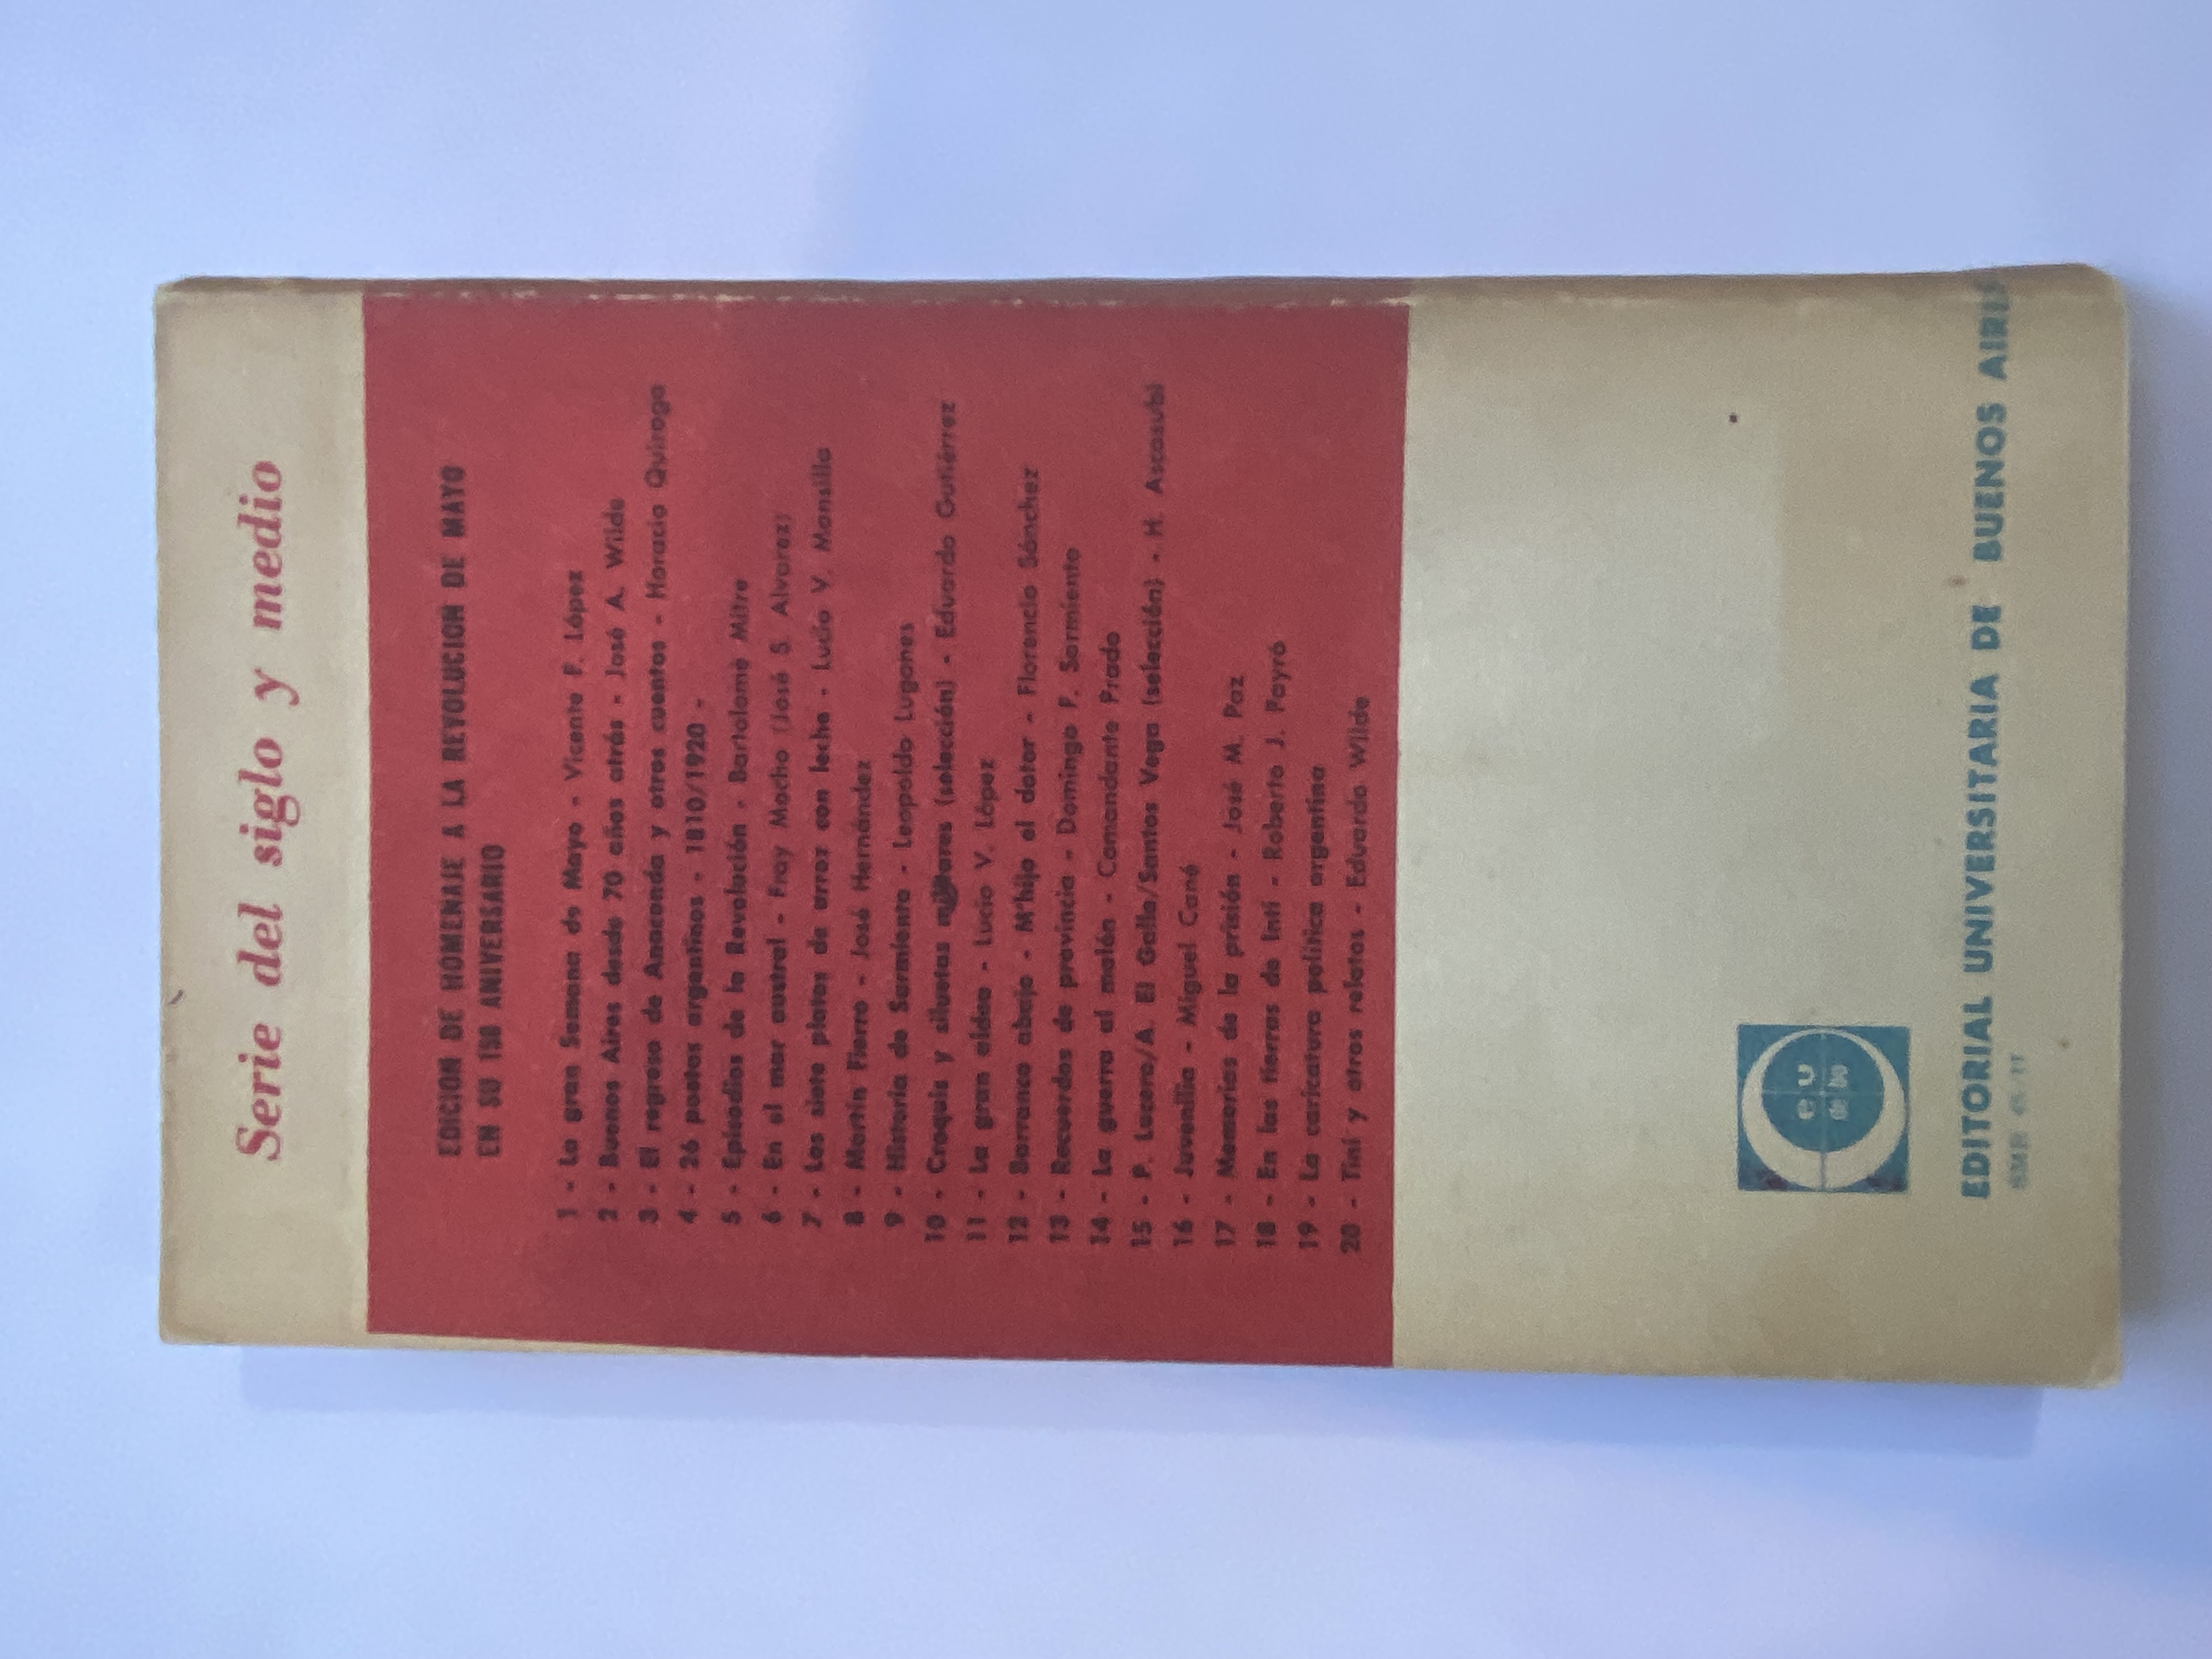 Serie del siglo y medio
EDICION DE HOMENAJE A LA REVOLUCION DE MAYO
EN SU 150 ANIVERSARIO
1 - La gran Semana de Mayo - Vicente F. López
2 - Buenos Aires desde 70 años atrás - José A. Wilde
3 - El regreso de Anaconda y otros cuentos - Horacio Quiroga
4 - 26 poetas argentinos - 1810/1920 -
5 - Episodios de la Revolución - Bartolomé Mitre
6 - En el mar austral - Fray Mocho (José S. Alvarez)
7 - Los siete platos de arroz con leche - Lucio V. Mansilla
8 - Martín Fierro - José Hernández
9 - Historia de Sarmiento - Leopoldo Lugones
10 - Croquis y siluetas militares (selección) - Eduardo Gutiérrez
11 - La gran aldea - Lucio V. López
12 - Barranca abajo - M'hijo el dotor - Florencio Sánchez
13 - Recuerdos de provincia - Domingo F. Sarmiento
14 - La guerra al malón - Comandante Prado
15 - P. Lucero/A. El Gallo/Santos Vega (selección) - H. Ascasubi
16 - Juvenilia - Miguel Cané
17 - Memorias de la prisión - José M. Paz
18 - En las tierras de Inti - Roberto J. Payró
19 - La caricatura política argentina
20 - Tini y otros relatos - Eduardo Wilde
e u
de ba
EDITORIAL UNIVERSITARIA DE BUENOS AIRE